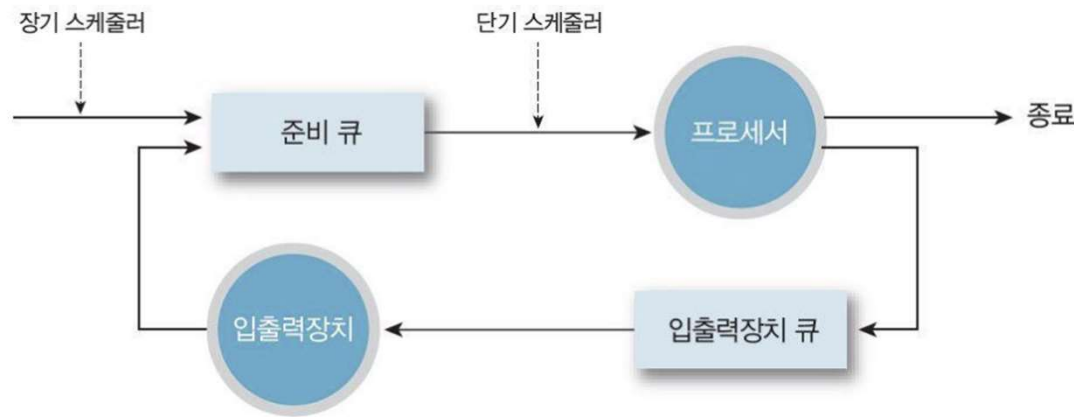 장기 스케줄러
단기 스케줄러
준비 큐
프로세서
종료
입출력장치
입출력장치 큐